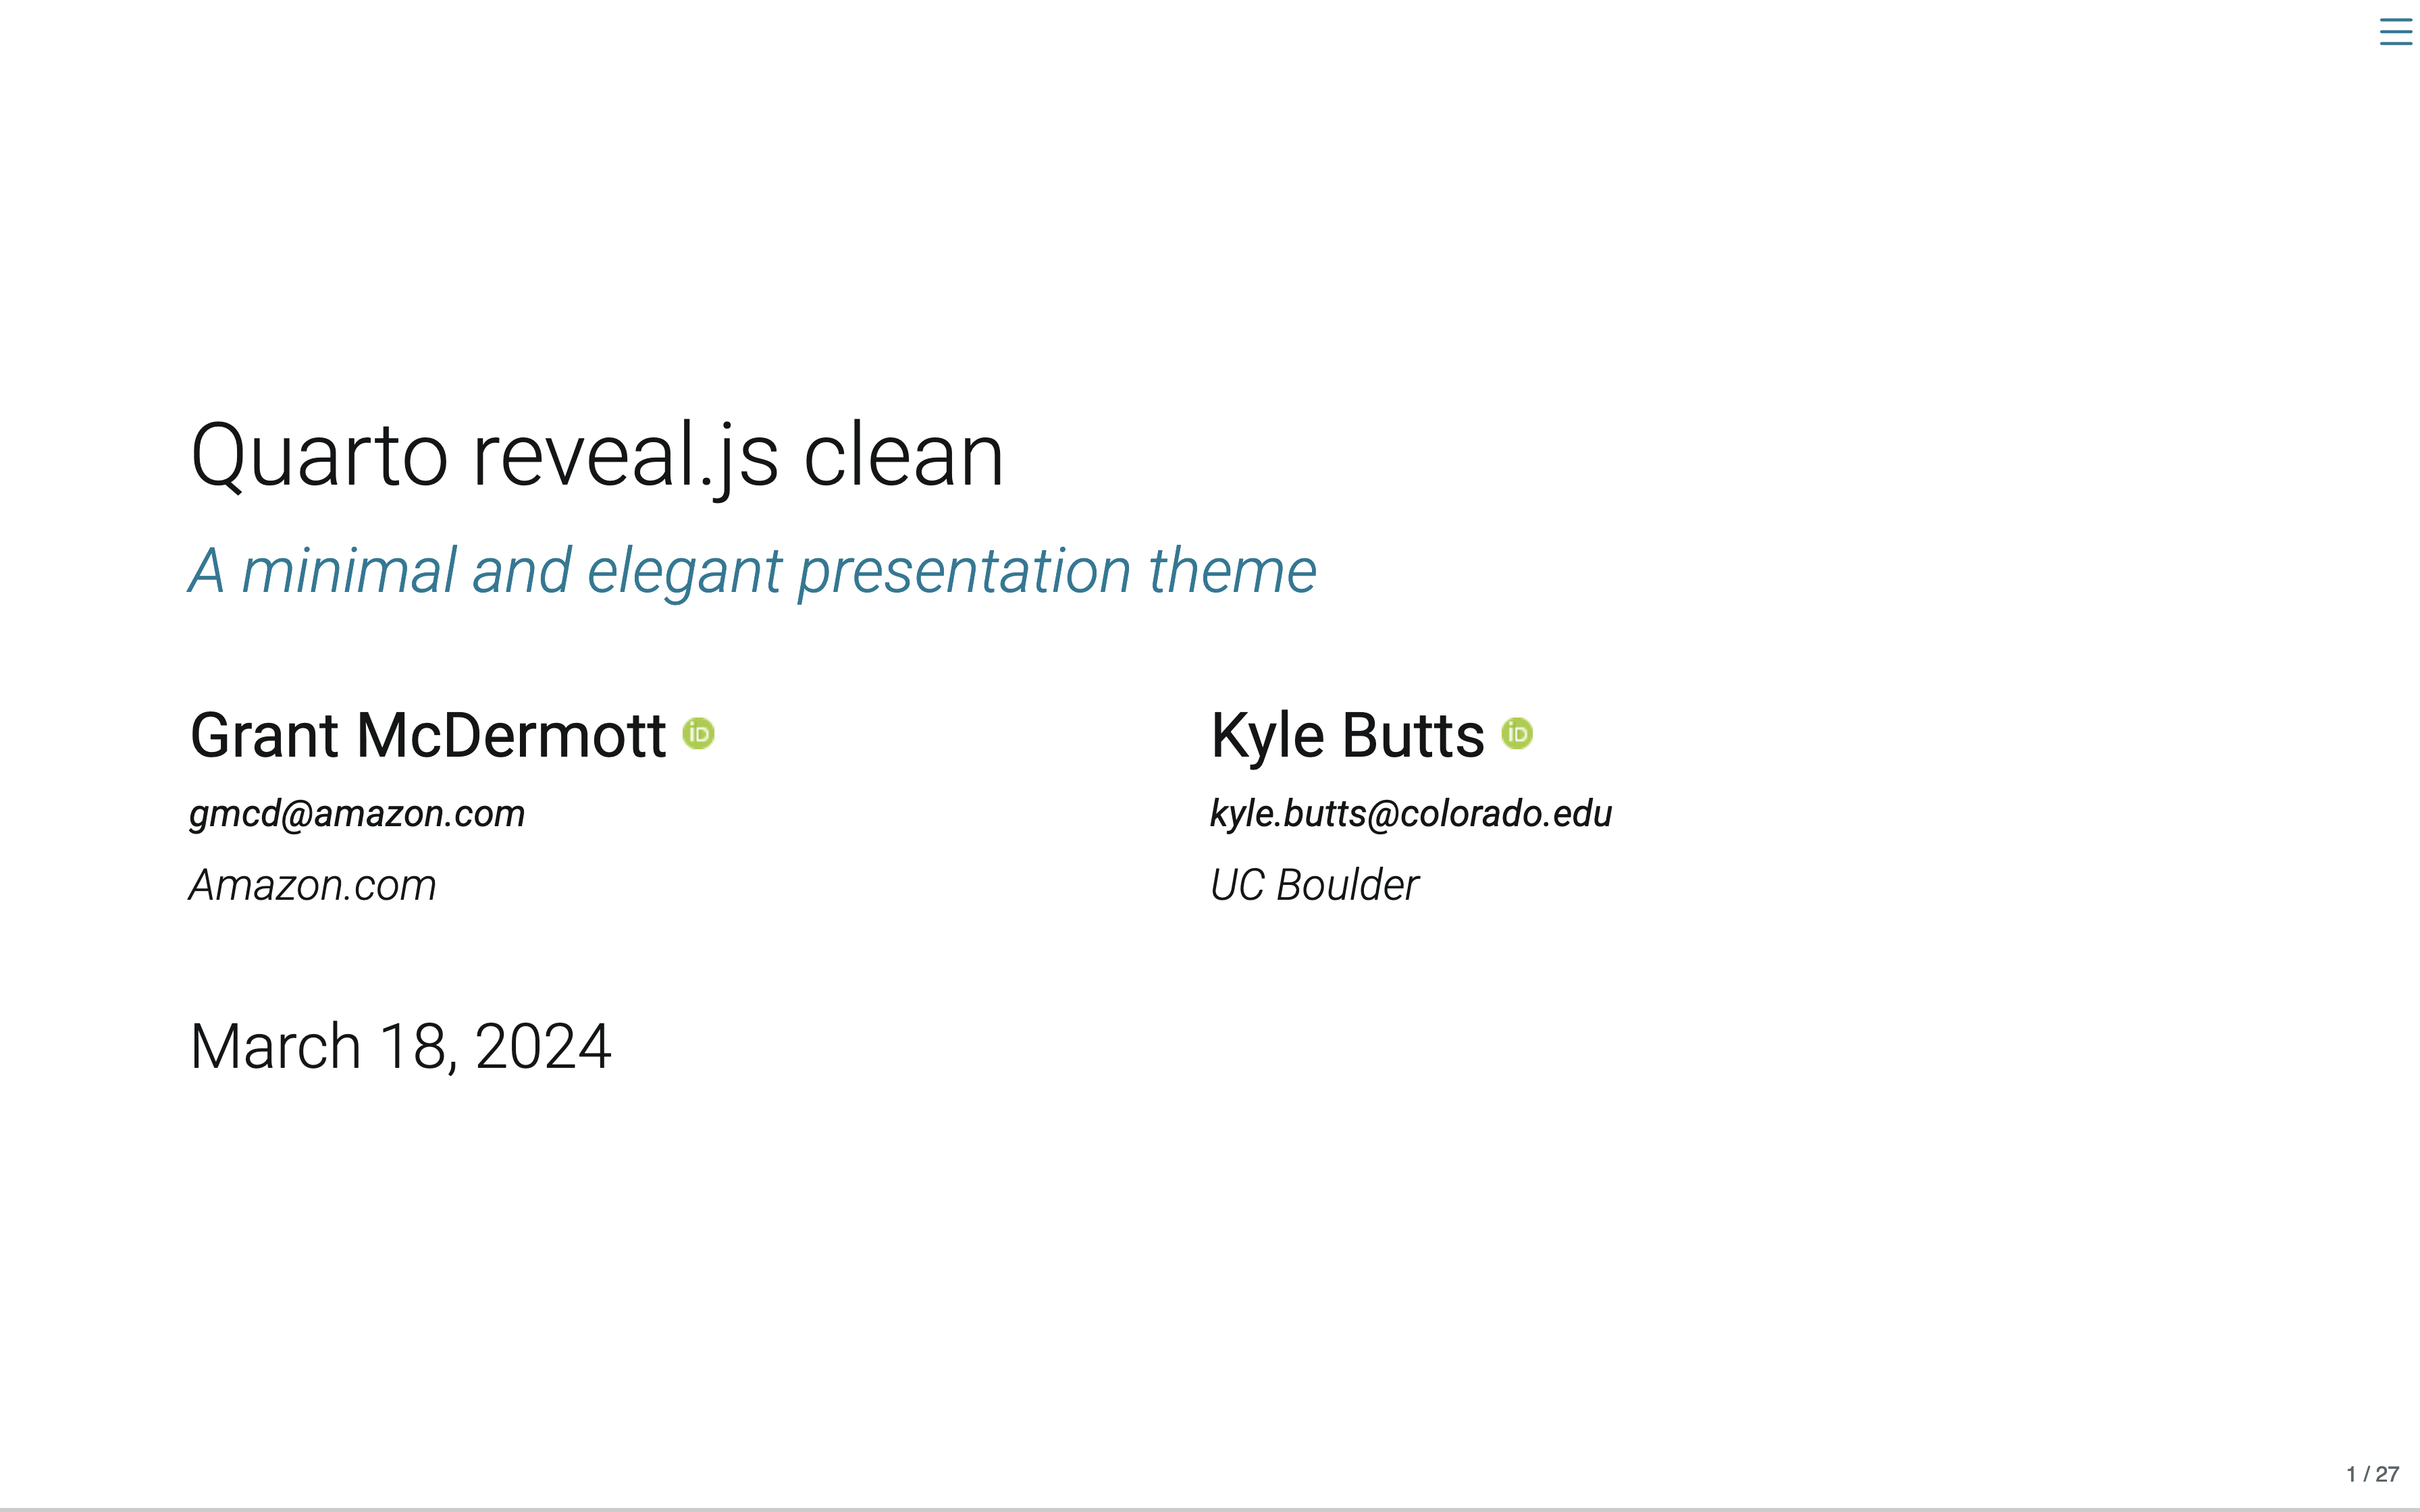 Quarto reveal.js clean
A minimal and elegant presentation theme
Grant McDermott iD
gmcd@amazon.com
Amazon.com
Kyle Butts iD
kyle.butts@colorado.edu
UC Boulder
March 18, 2024
1 / 27